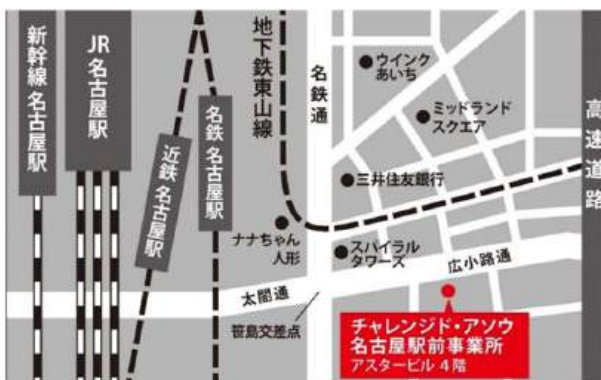 新幹線 名古屋駅
JR 名古屋駅
近鉄 名古屋駅
名鉄 名古屋駅
地下鉄東山線
名鉄通
ウインク
あいち
ミッドランド
スクエア
高速道路
三井住友銀行
ナナちゃん
人形
スパイラル
タワーズ
広小路通
太閤通
笹島交差点
チャレンジド・アソウ
名古屋駅前事業所
アスタービル 4階